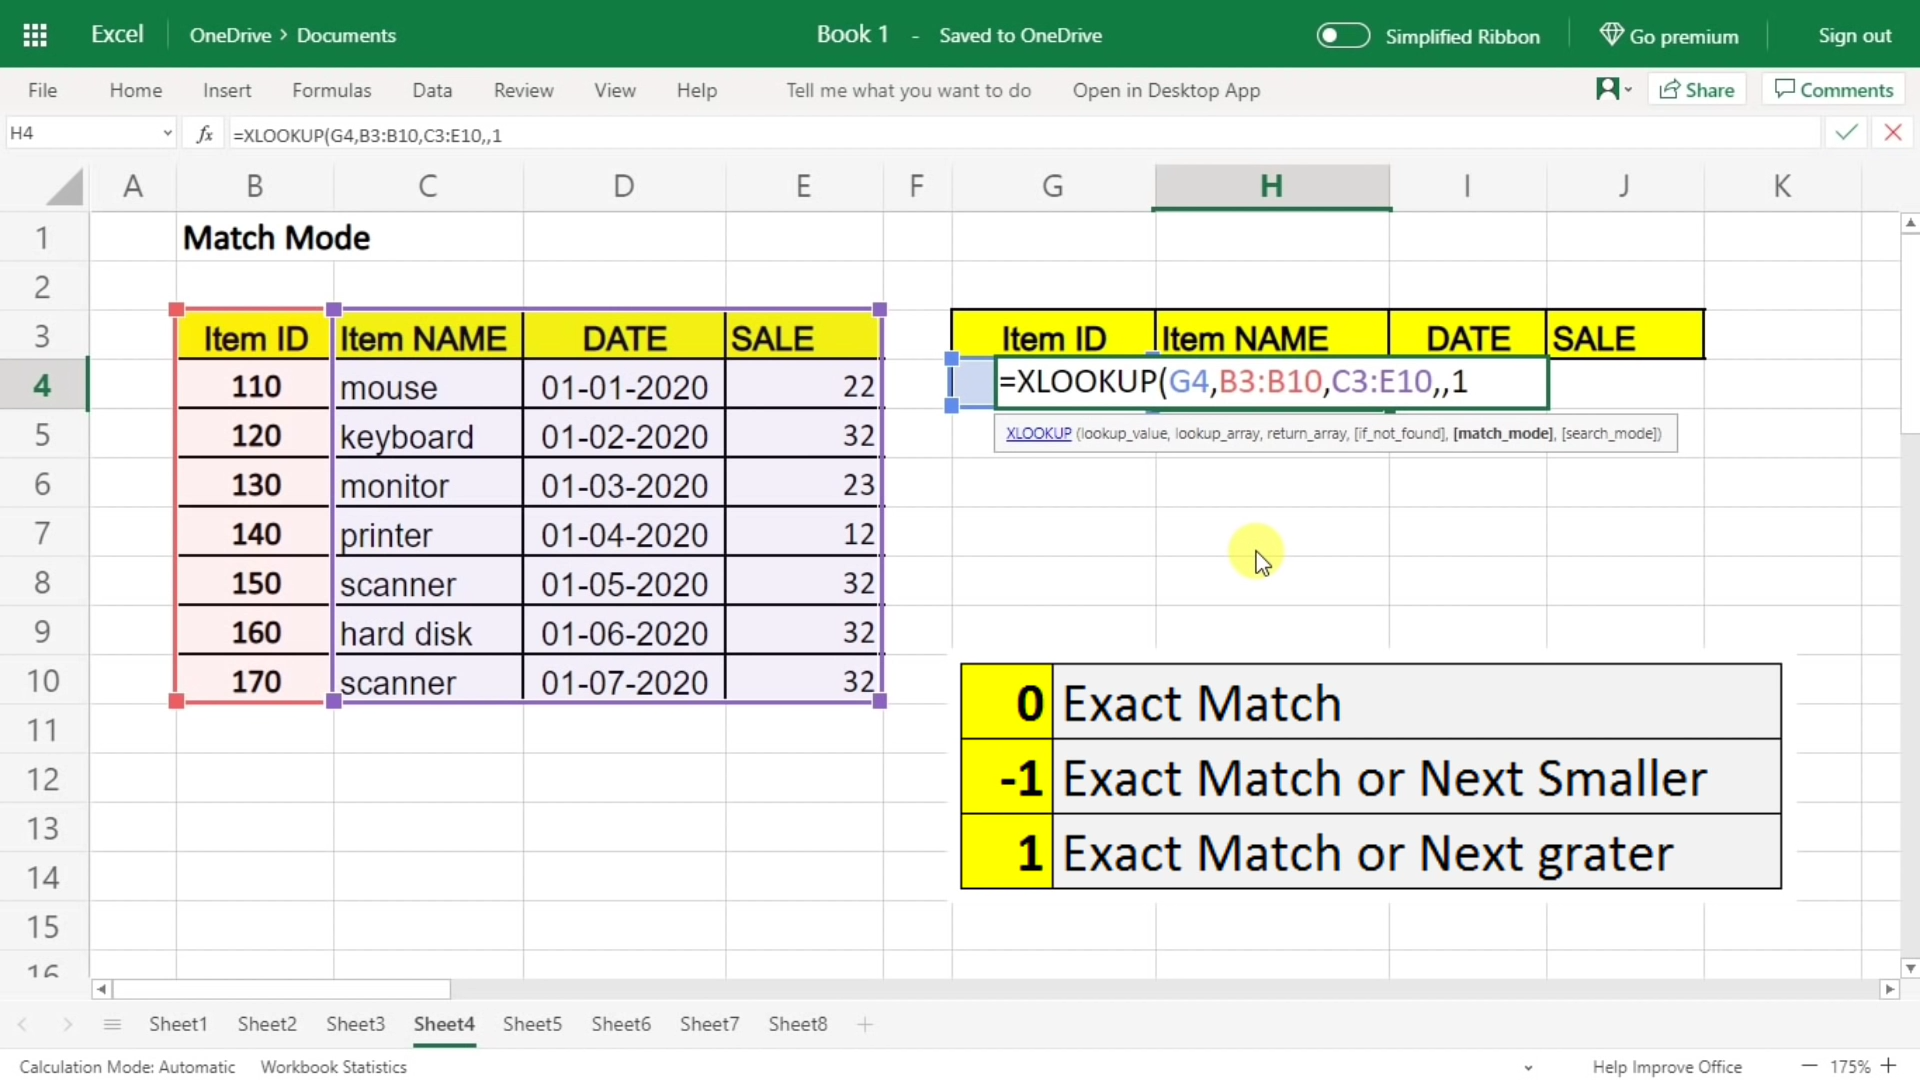 Excel OneDrive > Documents Book 1 - Saved to OneDrive Simplified Ribbon Go premium Sign out
File Home Insert Formulas Data Review View Help Tell me what you want to do Open in Desktop App Share Comments
H4 fx =XLOOKUP(G4,B3:B10,C3:E10,,1
A B C D E F G H I J K
1 Match Mode
2
3 Item ID Item NAME DATE SALE Item ID Item NAME DATE SALE
4 110 mouse 01-01-2020 22 =XLOOKUP(G4,B3:B10,C3:E10,,1
XLOOKUP (lookup_value, lookup_array, return_array, [if_not_found], [match_mode], [search_mode])
5 120 keyboard 01-02-2020 32
6 130 monitor 01-03-2020 23
7 140 printer 01-04-2020 12
8 150 scanner 01-05-2020 32
9 160 hard disk 01-06-2020 32
10 170 scanner 01-07-2020 32
0 Exact Match
11
12
-1 Exact Match or Next Smaller
13
1 Exact Match or Next grater
14
15
16
Sheet1 Sheet2 Sheet3 Sheet4 Sheet5 Sheet6 Sheet7 Sheet8
Calculation Mode: Automatic Workbook Statistics Help Improve Office 175%